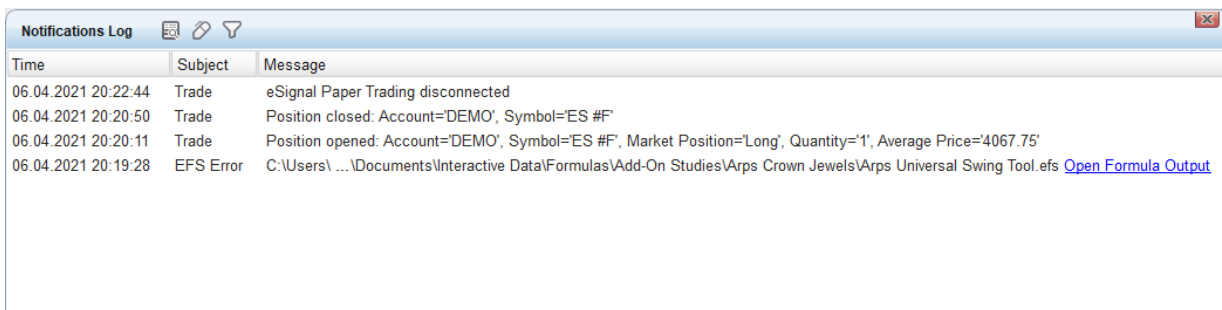 Notifications Log
Time Subject Message
06.04.2021 20:22:44 Trade eSignal Paper Trading disconnected
06.04.2021 20:20:50 Trade Position closed: Account='DEMO', Symbol='ES #F'
06.04.2021 20:20:11 Trade Position opened: Account='DEMO', Symbol='ES #F', Market Position='Long', Quantity='1', Average Price='4067.75'
06.04.2021 20:19:28 EFS Error C:\Users\ ...\Documents\Interactive Data\Formulas\Add-On Studies\Arps Crown Jewels\Arps Universal Swing Tool.efs Open Formula Output